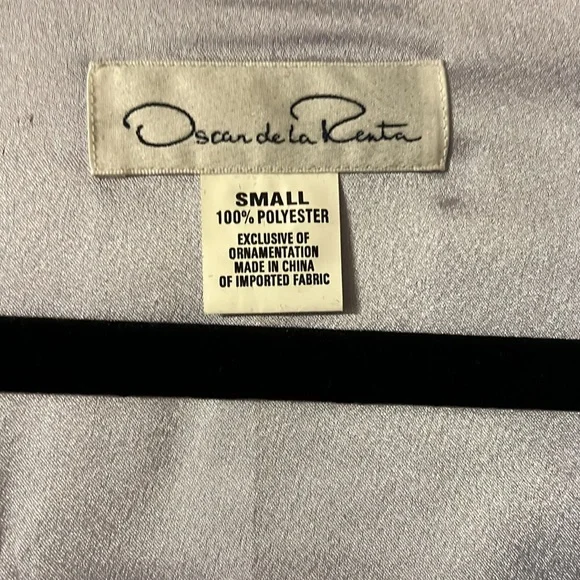 Oscar de la Renta
SMALL
100% POLYESTER
EXCLUSIVE OF
ORNAMENTATION
MADE IN CHINA
OF IMPORTED FABRIC